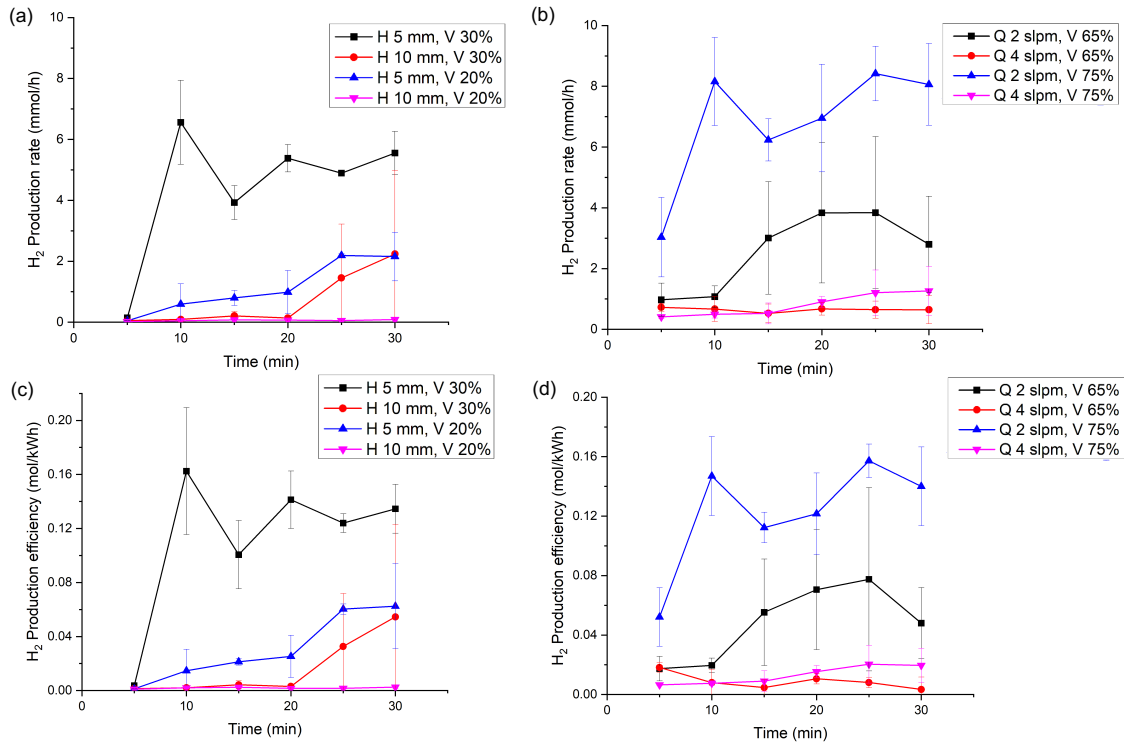 (a)
H 5 mm, V 30%
H 10 mm, V 30%
H 5 mm, V 20%
H 10 mm, V 20%
H₂ Production rate (mmol/h)
10
8
6
4
2
0
0
10
20
30
Time (min)
(b)
Q 2 slpm, V 65%
Q 4 slpm, V 65%
Q 2 slpm, V 75%
Q 4 slpm, V 75%
H₂ Production rate (mmol/h)
10
8
6
4
2
0
0
10
20
30
Time (min)
(c)
H 5 mm, V 30%
H 10 mm, V 30%
H 5 mm, V 20%
H 10 mm, V 20%
H₂ Production efficiency (mol/kWh)
0.20
0.16
0.12
0.08
0.04
0.00
0
10
20
30
Time (min)
(d)
Q 2 slpm, V 65%
Q 4 slpm, V 65%
Q 2 slpm, V 75%
Q 4 slpm, V 75%
H₂ Production efficiency (mol/kWh)
0.20
0.16
0.12
0.08
0.04
0.00
0
10
20
30
Time (min)